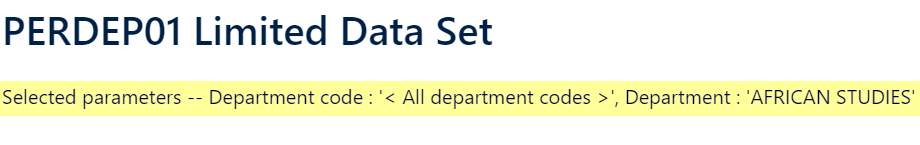 PERDEP01 Limited Data Set
Selected parameters -- Department code : '< All department codes >', Department : 'AFRICAN STUDIES'